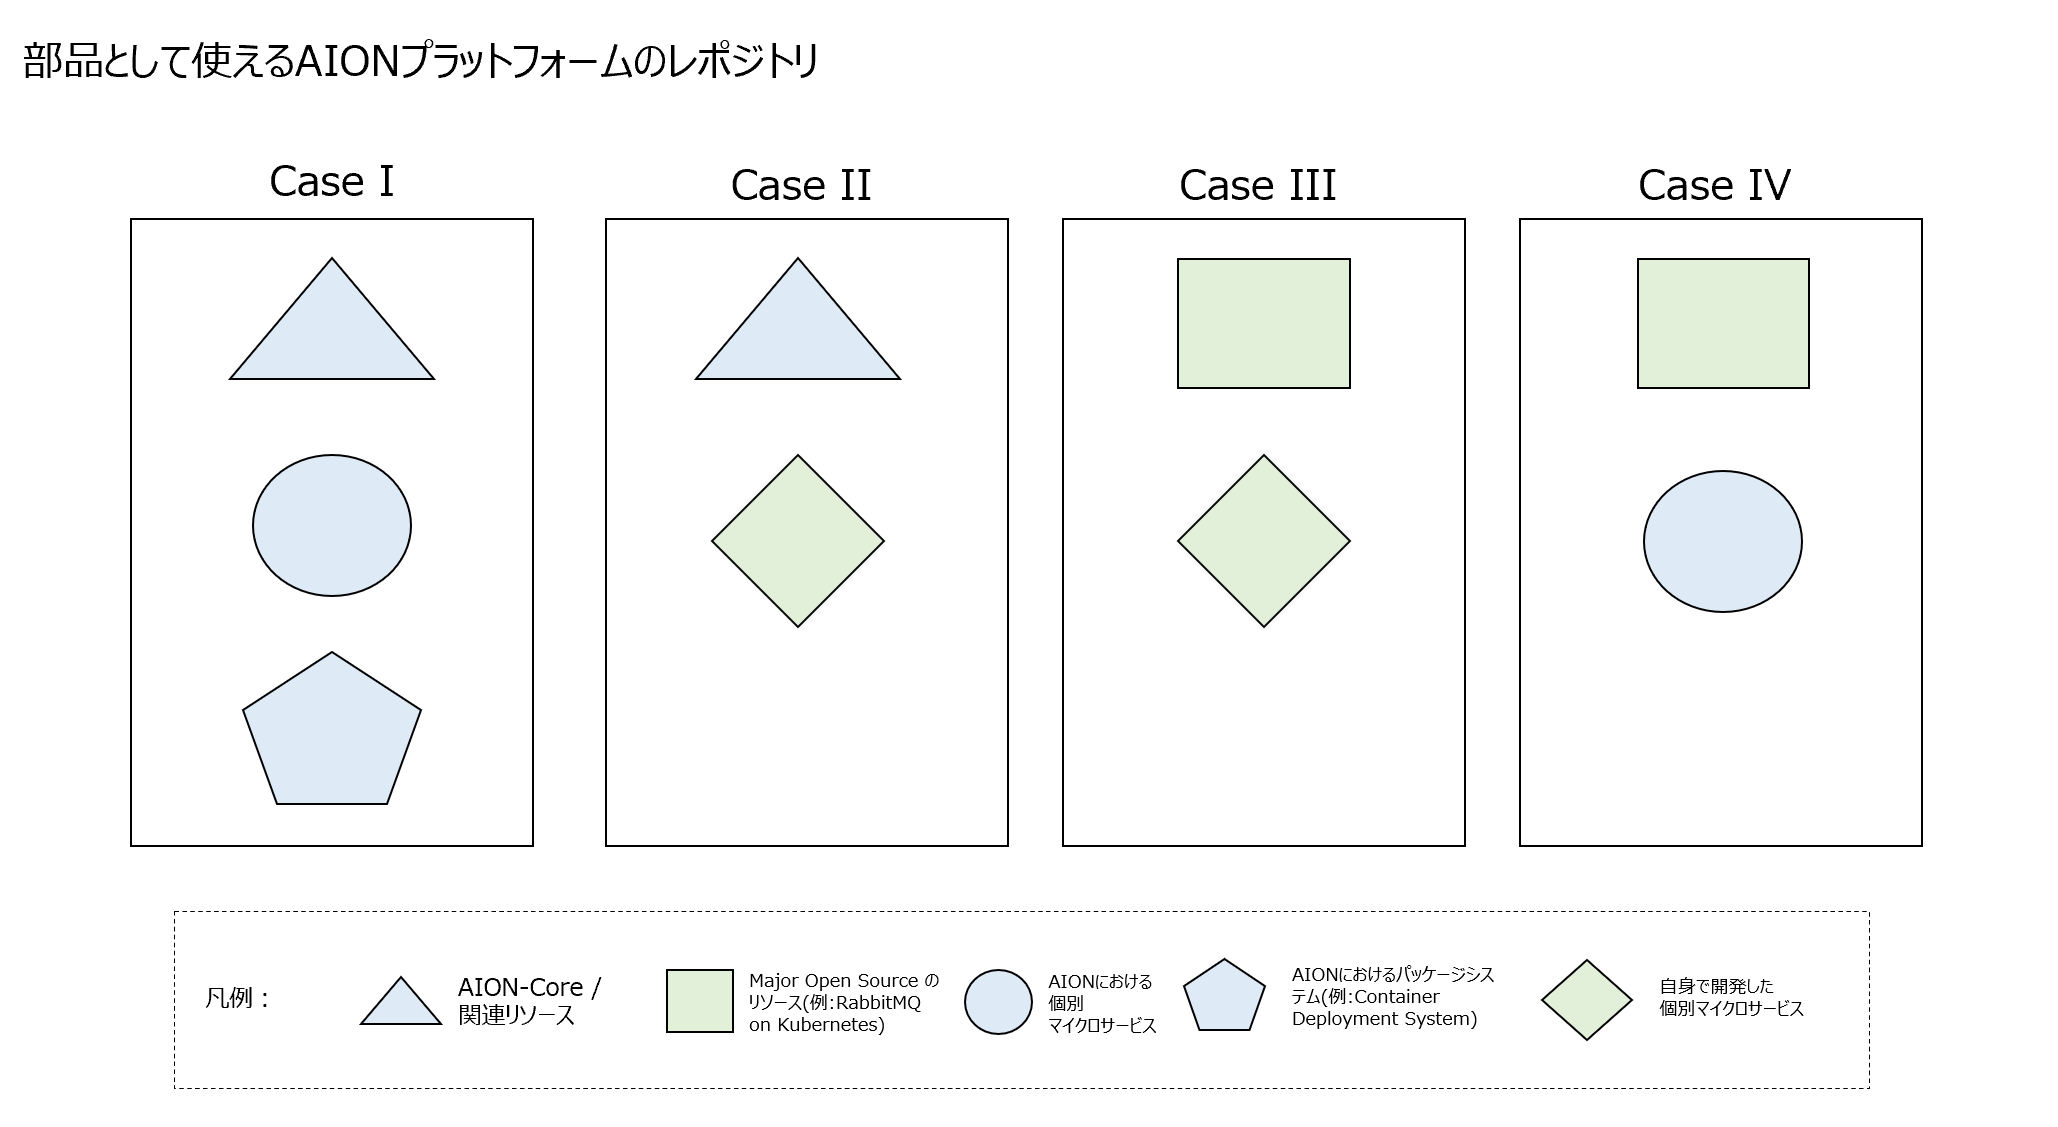 部品として使えるAIONプラットフォームのレポジトリ
Case I
Case II
Case III
Case IV
凡例：
AION-Core /
関連リソース
Major Open Source の
リソース(例：RabbitMQ
on Kubernetes)
AIONにおける
個別
マイクロサービス
AIONにおけるパッケージシス
テム(例：Container
Deployment System)
自身で開発した
個別マイクロサービス